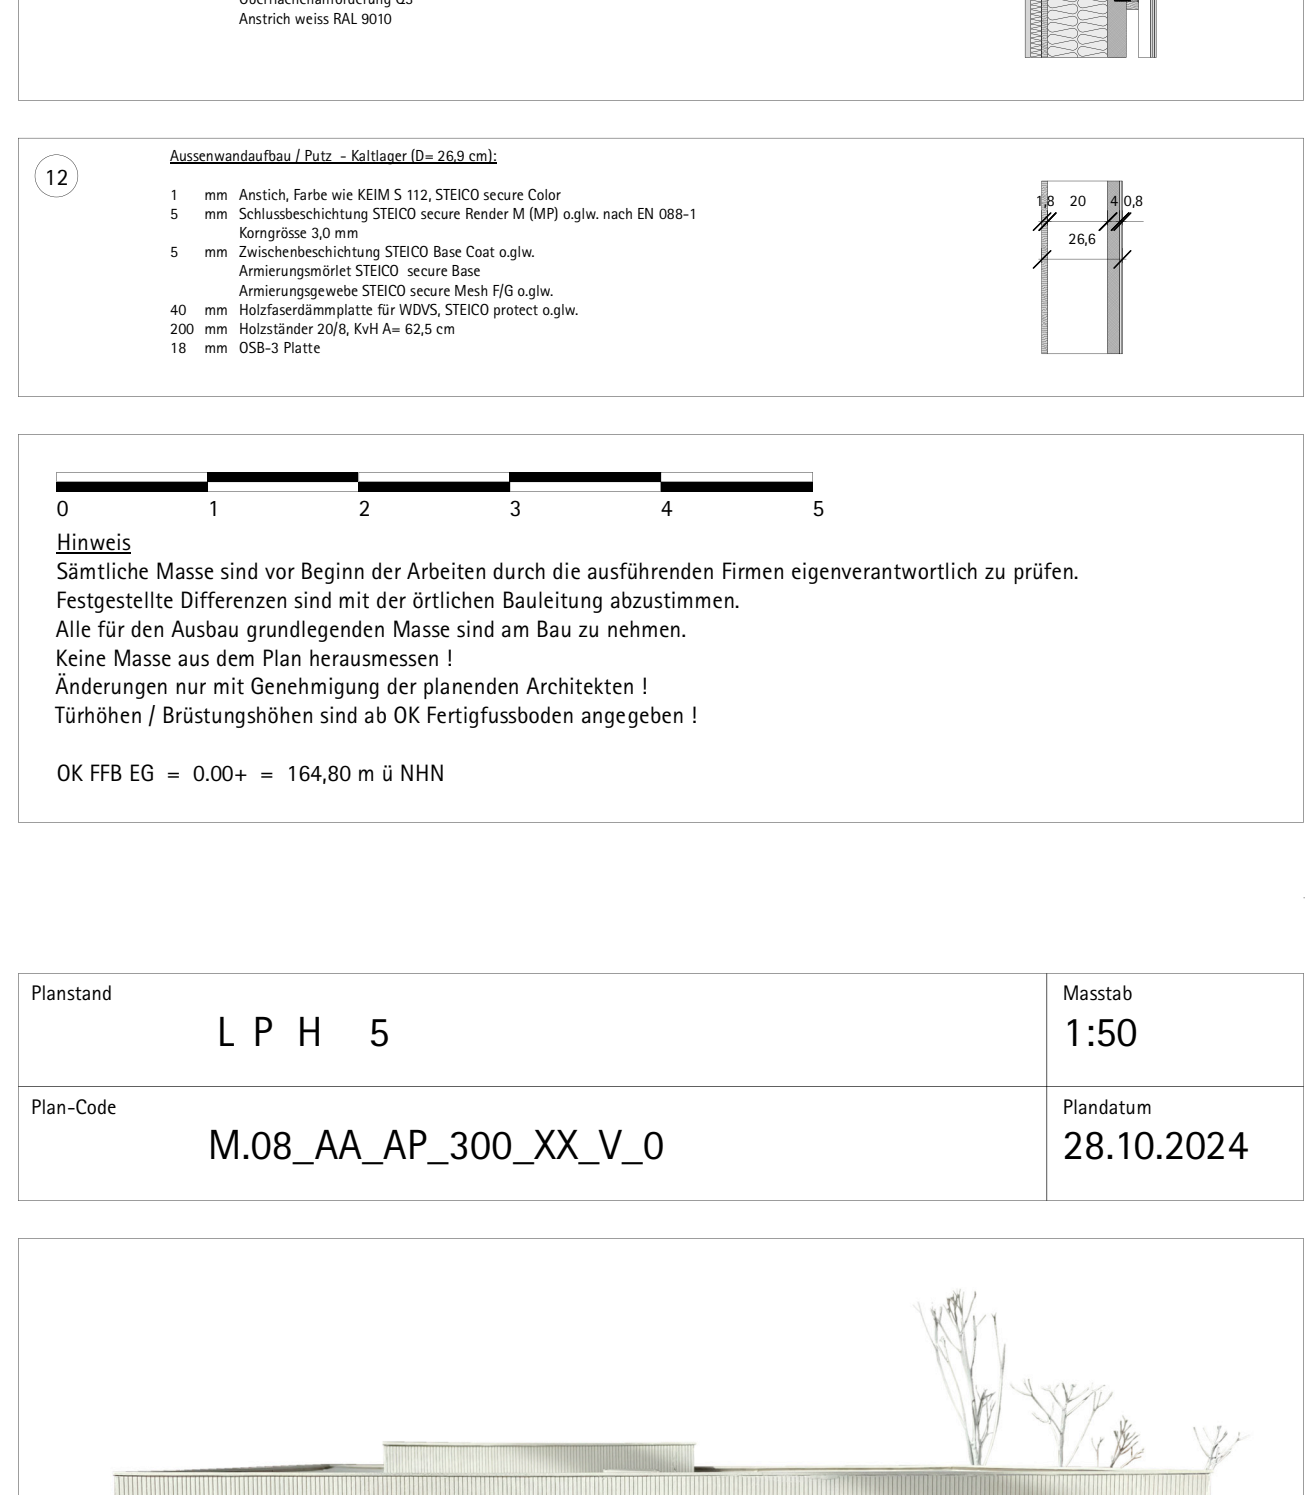 Oberflächenanforderung Q3
Anstrich weiss RAL 9010
12
Aussenwandaufbau / Putz - Kaltlager (D= 26,9 cm):
1 mm Anstich, Farbe wie KEIM S 112, STEICO secure Color
5 mm Schlussbeschichtung STEICO secure Render M (MP) o.glw. nach EN 088-1
Korngrösse 3,0 mm
5 mm Zwischenbeschichtung STEICO Base Coat o.glw.
Armierungsmörlet STEICO secure Base
Armierungsgewebe STEICO secure Mesh F/G o.glw.
40 mm Holzfaserdämmplatte für WDVS, STEICO protect o.glw.
200 mm Holzständer 20/8, KvH A= 62,5 cm
18 mm OSB-3 Platte
1,8 20 4 0,8
26,6
0 1 2 3 4 5
Hinweis
Sämtliche Masse sind vor Beginn der Arbeiten durch die ausführenden Firmen eigenverantwortlich zu prüfen.
Festgestellte Differenzen sind mit der örtlichen Bauleitung abzustimmen.
Alle für den Ausbau grundlegenden Masse sind am Bau zu nehmen.
Keine Masse aus dem Plan herausmessen !
Änderungen nur mit Genehmigung der planenden Architekten !
Türhöhen / Brüstungshöhen sind ab OK Fertigfussboden angegeben !
OK FFB EG = 0.00+ = 164,80 m ü NHN
Planstand
L P H 5
Masstab
1:50
Plan-Code
M.08_AA_AP_300_XX_V_0
Plandatum
28.10.2024